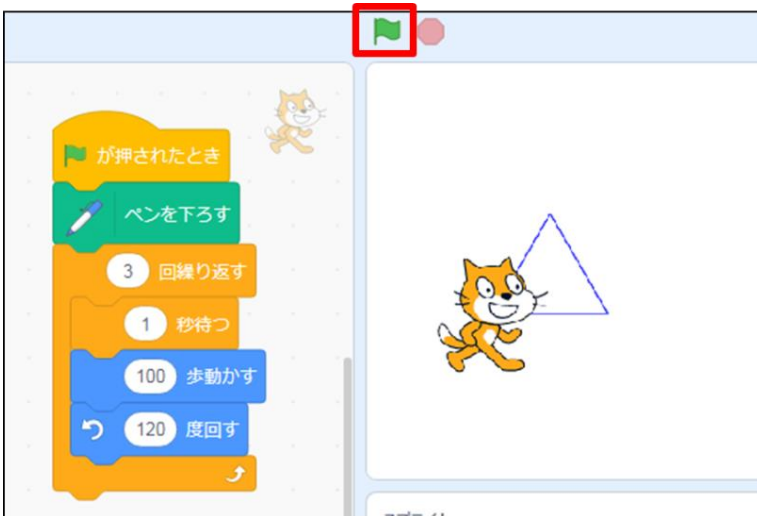 が押されたとき
ペンを下ろす
3 回繰り返す
1 秒待つ
100 歩動かす
120 度回す